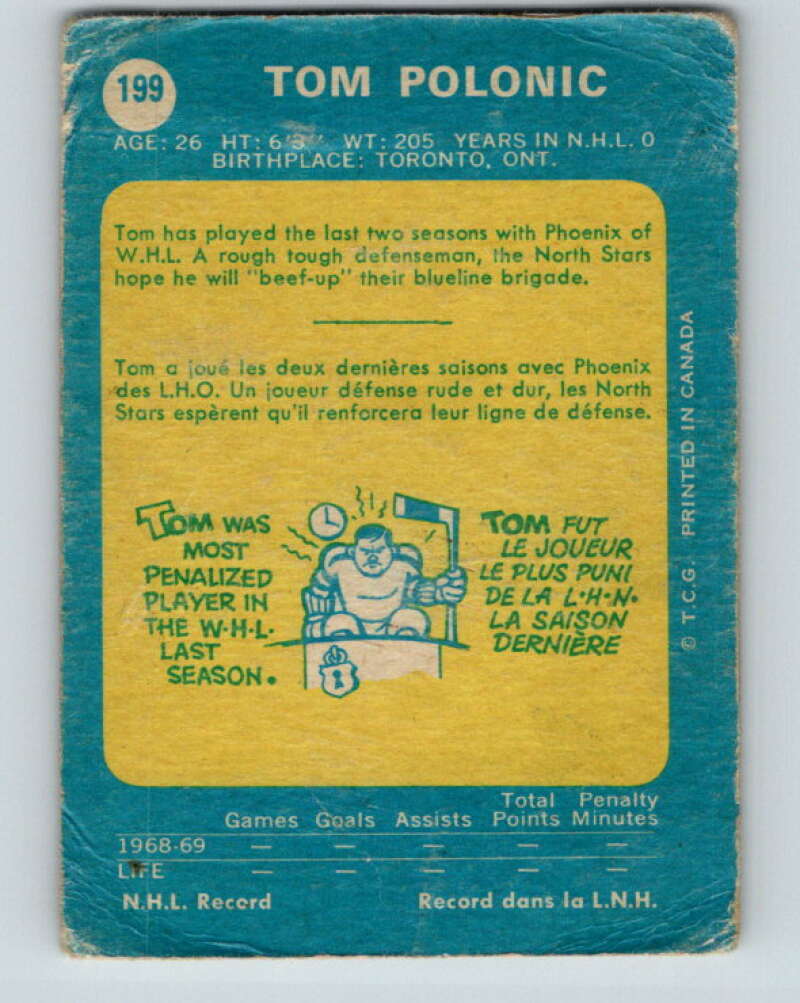 199
TOM POLONIC
AGE: 26 HT: 6'3" WT: 205 YEARS IN N.H.L. 0
BIRTHPLACE: TORONTO, ONT.
Tom has played the last two seasons with Phoenix of
W.H.L. A rough tough defenseman, the North Stars
hope he will "beef-up" their blueline brigade.
Tom a joué les deux dernières saisons avec Phoenix
des L.H.O. Un joueur défense rude et dur, les North
Stars espèrent qu'il renforcera leur ligne de défense.
TOM WAS
MOST
PENALIZED
PLAYER IN
THE W·H·L·
LAST
SEASON.
TOM FUT
LE JOUEUR
LE PLUS PUNI
DE LA L·H·N·
LA SAISON
DERNIÈRE
© T.C.G. PRINTED IN CANADA
Games Goals Assists Total Points Penalty Minutes
1968-69 — — — — —
LIFE — — — — —
N.H.L. Record Record dans la L.N.H.